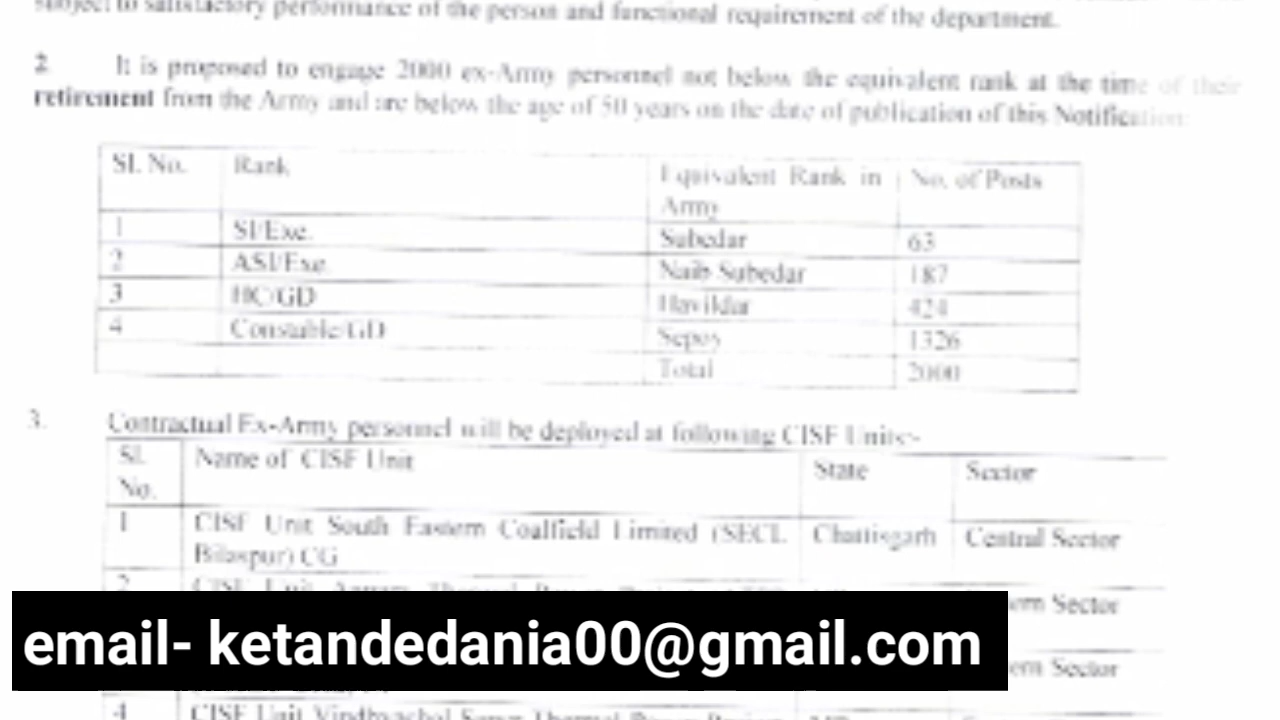 subject to satisfactory performance of the person and functional requirement of the department.
2. It is proposed to engage 2000 ex-Army personnel not below the equivalent rank at the time of their
retirement from the Army and are below the age of 50 years on the date of publication of this Notification:
Sl. No. Rank Equivalent Rank in Army No. of Posts
1 SI/Exe. Subedar 63
2 ASI/Exe. Naib Subedar 187
3 HC/GD Havildar 424
4 Constable/GD Sepoy 1326
Total 2000
3. Contractual Ex-Army personnel will be deployed at following CISF Units:-
Sl. No. Name of CISF Unit State Sector
1 CISF Unit South Eastern Coalfield Limited (SECL Bilaspur) CG Chattisgarh Central Sector
2 CISF Unit Thermal Power Sector
Sector
email- ketandedania00@gmail.com
4 CISF Unit Vindhyachal Super Thermal Power